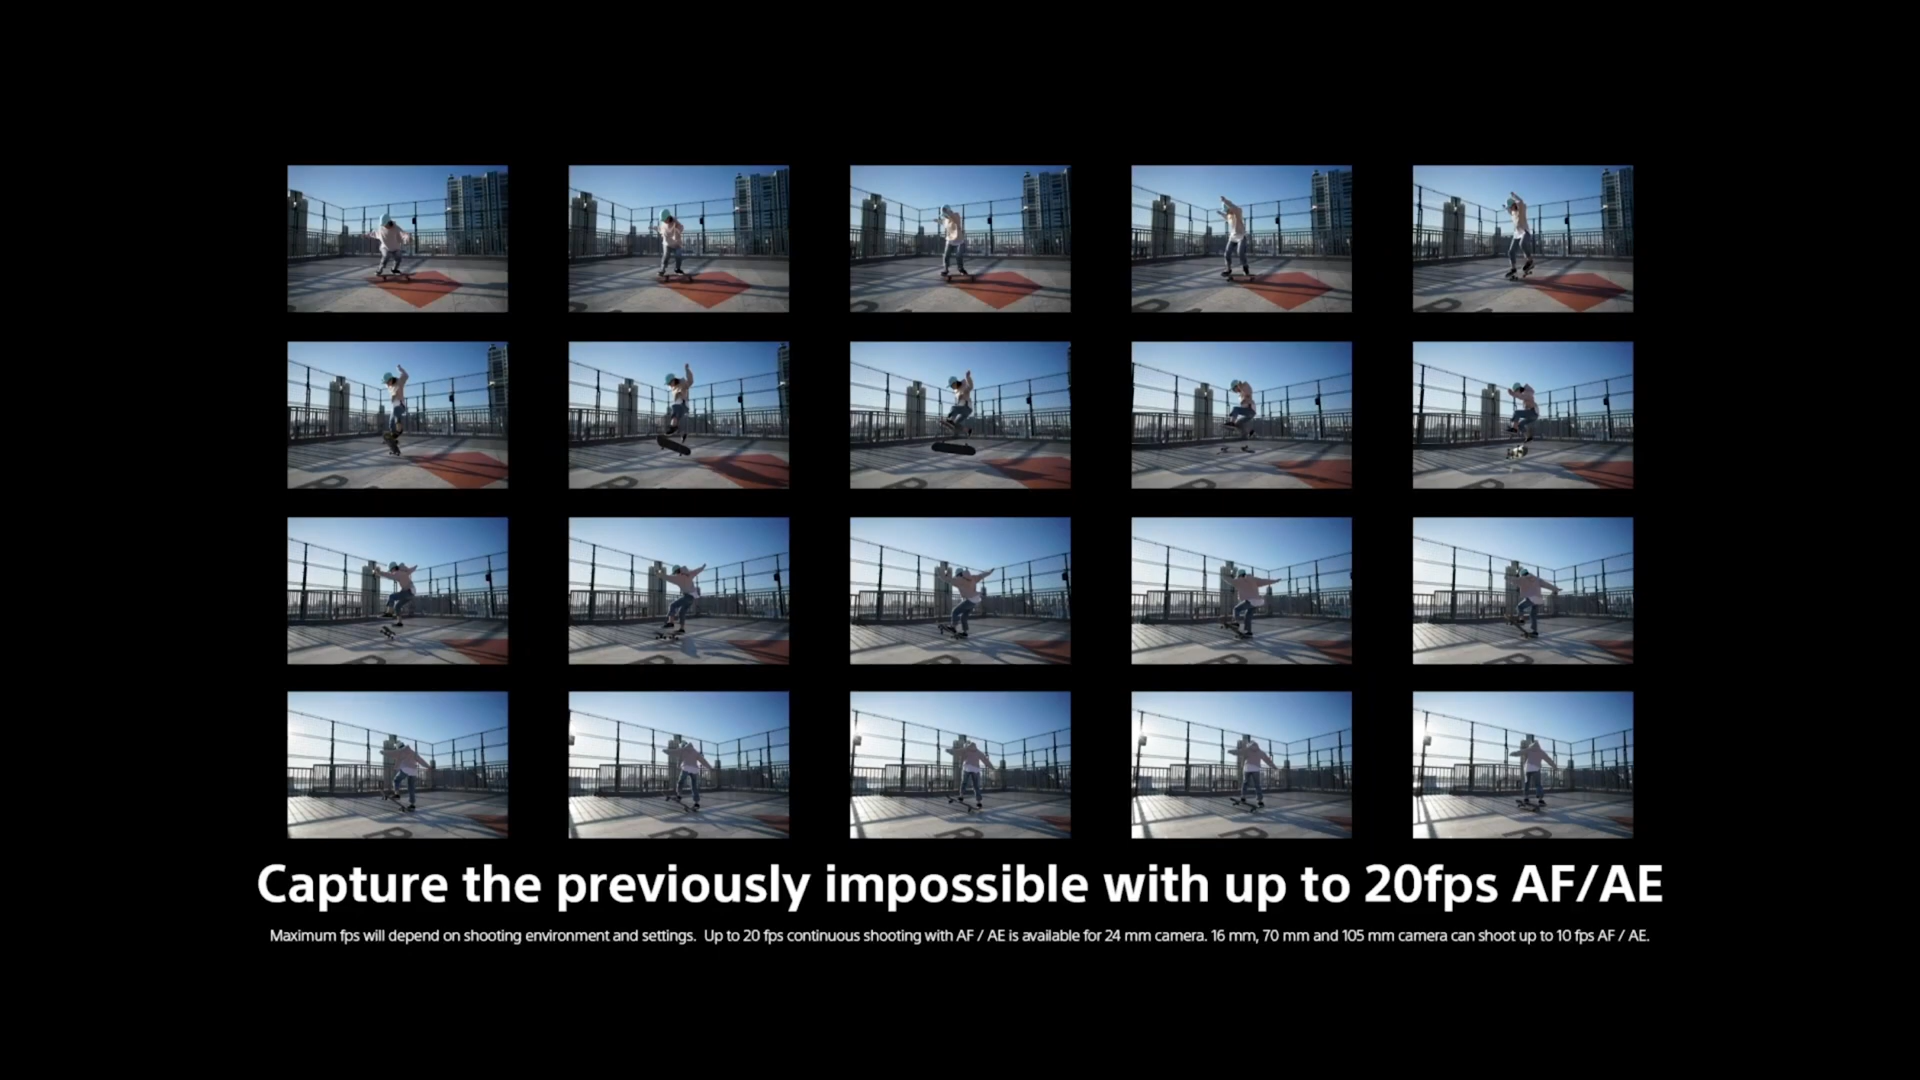 Capture the previously impossible with up to 20fps AF/AE
Maximum fps will depend on shooting environment and settings.  Up to 20 fps continuous shooting with AF / AE is available for 24 mm camera. 16 mm, 70 mm and 105 mm camera can shoot up to 10 fps AF / AE.